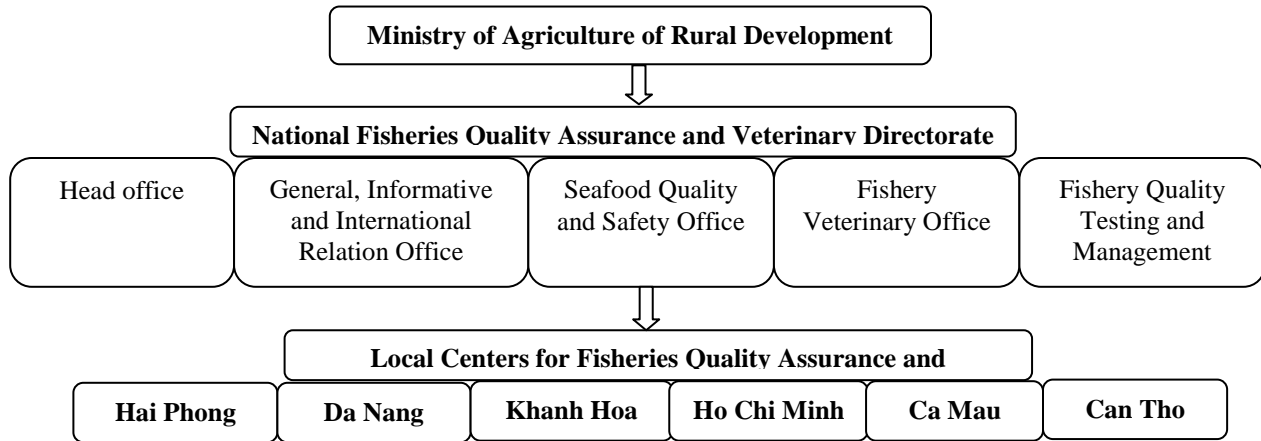 Ministry of Agriculture of Rural Development
National Fisheries Quality Assurance and Veterinary Directorate
Head office
General, Informative
and International
Relation Office
Seafood Quality
and Safety Office
Fishery
Veterinary Office
Fishery Quality
Testing and
Management
Local Centers for Fisheries Quality Assurance and
Hai Phong
Da Nang
Khanh Hoa
Ho Chi Minh
Ca Mau
Can Tho